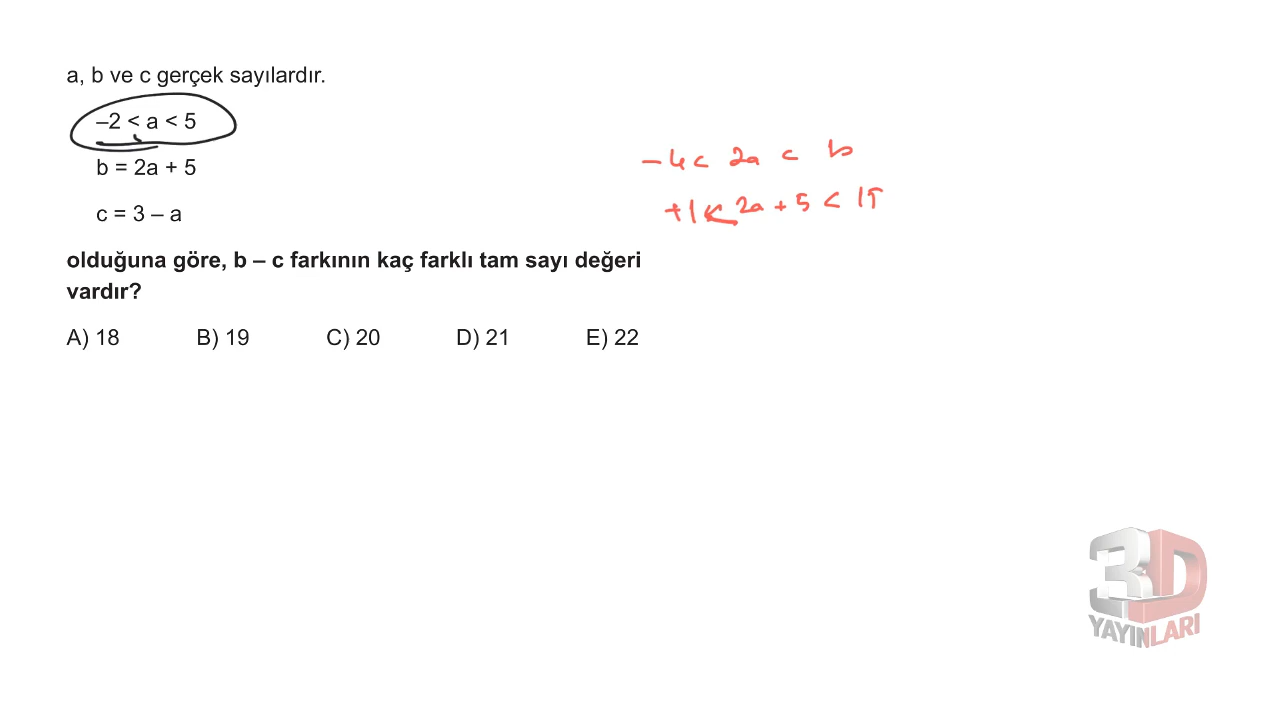 a, b ve c gerçek sayılardır.
–2 < a < 5
b = 2a + 5
c = 3 – a
olduğuna göre, b – c farkının kaç farklı tam sayı değeri
vardır?
A) 18 B) 19 C) 20 D) 21 E) 22
-4 < 2a < 10
+1 < 2a + 5 < 15
3D
YAYINLARI